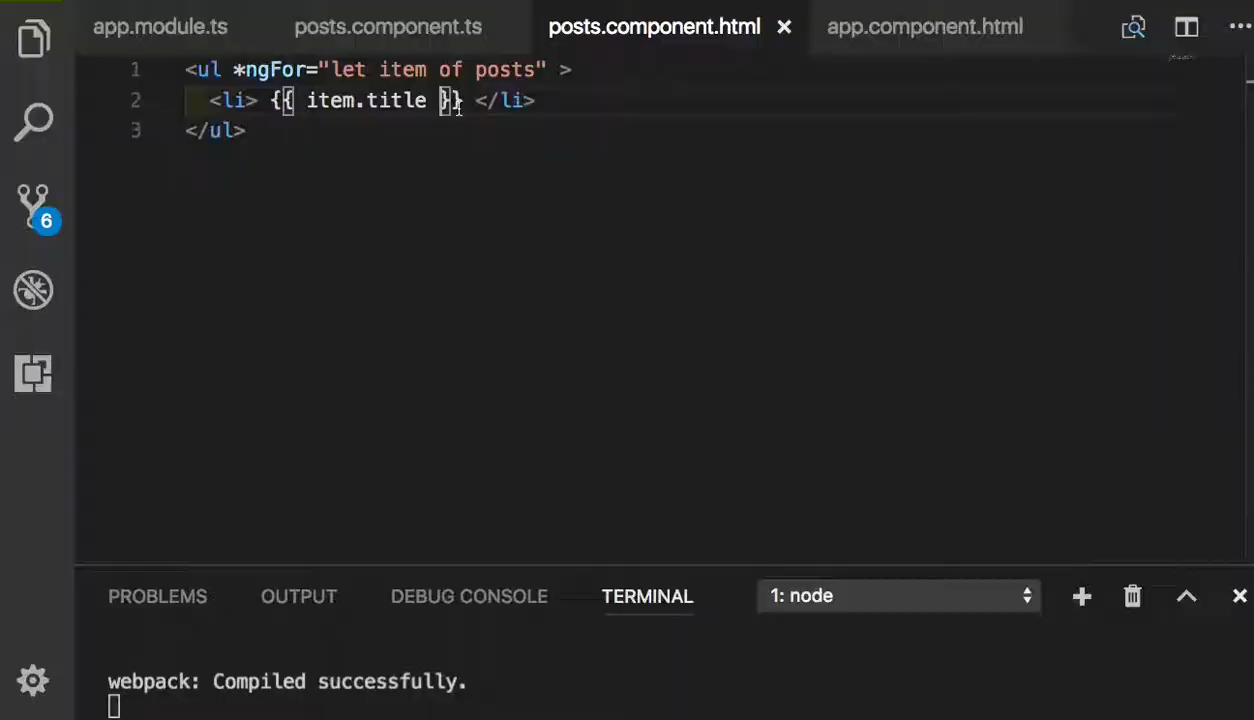 app.module.ts posts.component.ts posts.component.html app.component.html
1 <ul *ngFor="let item of posts" >
2 <li> {{ item.title }} </li>
3 </ul>
6
PROBLEMS OUTPUT DEBUG CONSOLE TERMINAL 1: node
webpack: Compiled successfully.